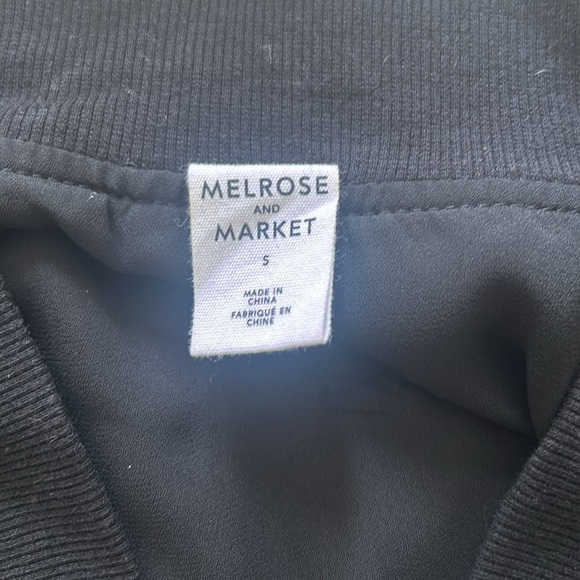 MELROSE
AND
MARKET
S
MADE IN
CHINA
FABRIQUÉ EN
CHINE